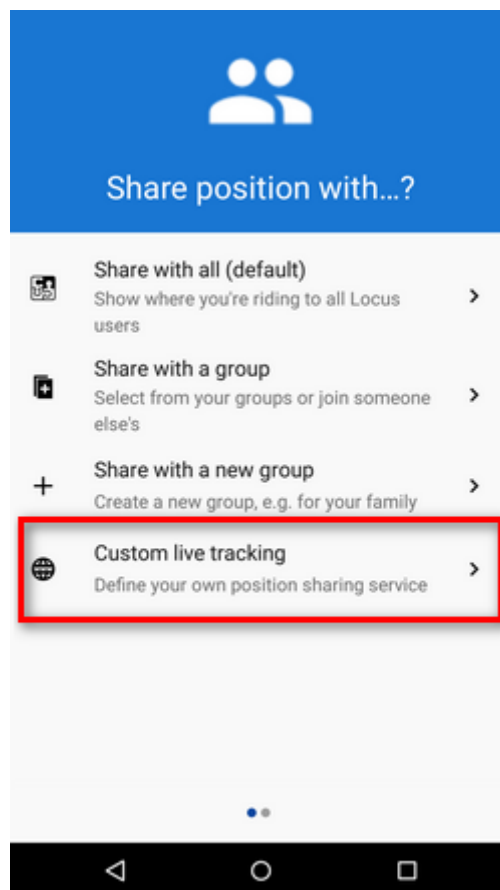 Share position with...?
Share with all (default)
Show where you're riding to all Locus
users
Share with a group
Select from your groups or join someone
else's
Share with a new group
Create a new group, e.g. for your family
Custom live tracking
Define your own position sharing service